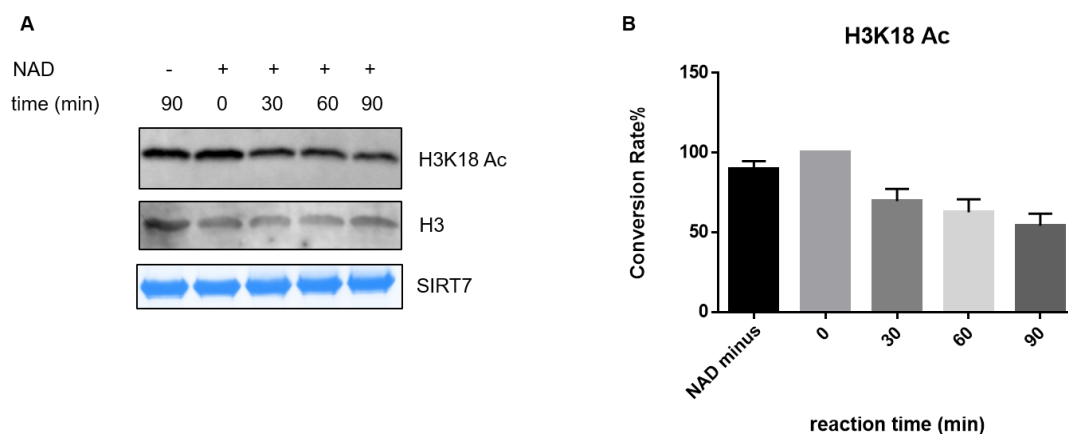 A
NAD - + + + +
time (min) 90 0 30 60 90
H3K18 Ac
H3
SIRT7
B
H3K18 Ac
Conversion Rate%
150
100
50
0
NAD minus 0 30 60 90
reaction time (min)